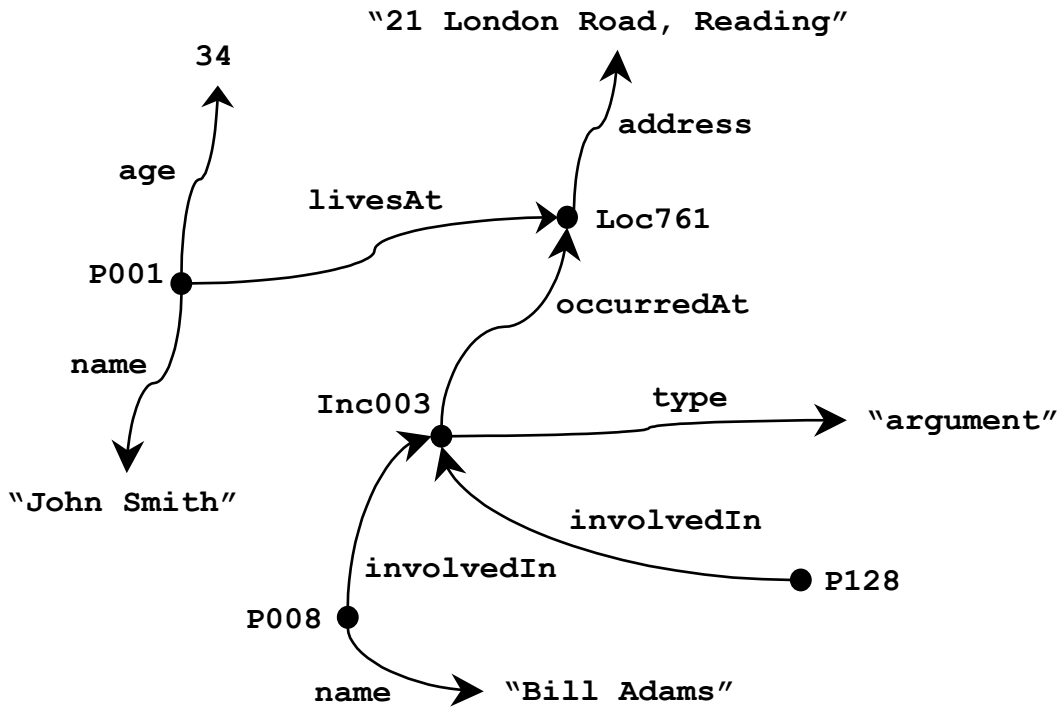 “21 London Road, Reading”
34
address
age
livesAt
Loc761
P001
occurredAt
name
Inc003
type
“argument”
“John Smith”
involvedIn
involvedIn
P128
P008
name
“Bill Adams”